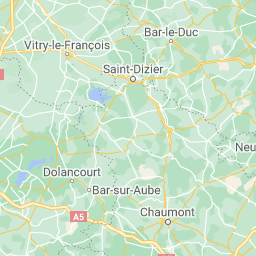 Bar-le-Duc
Vitry-le-François
Saint-Dizier
Neu
Dolancourt
Bar-sur-Aube
A5
Chaumont